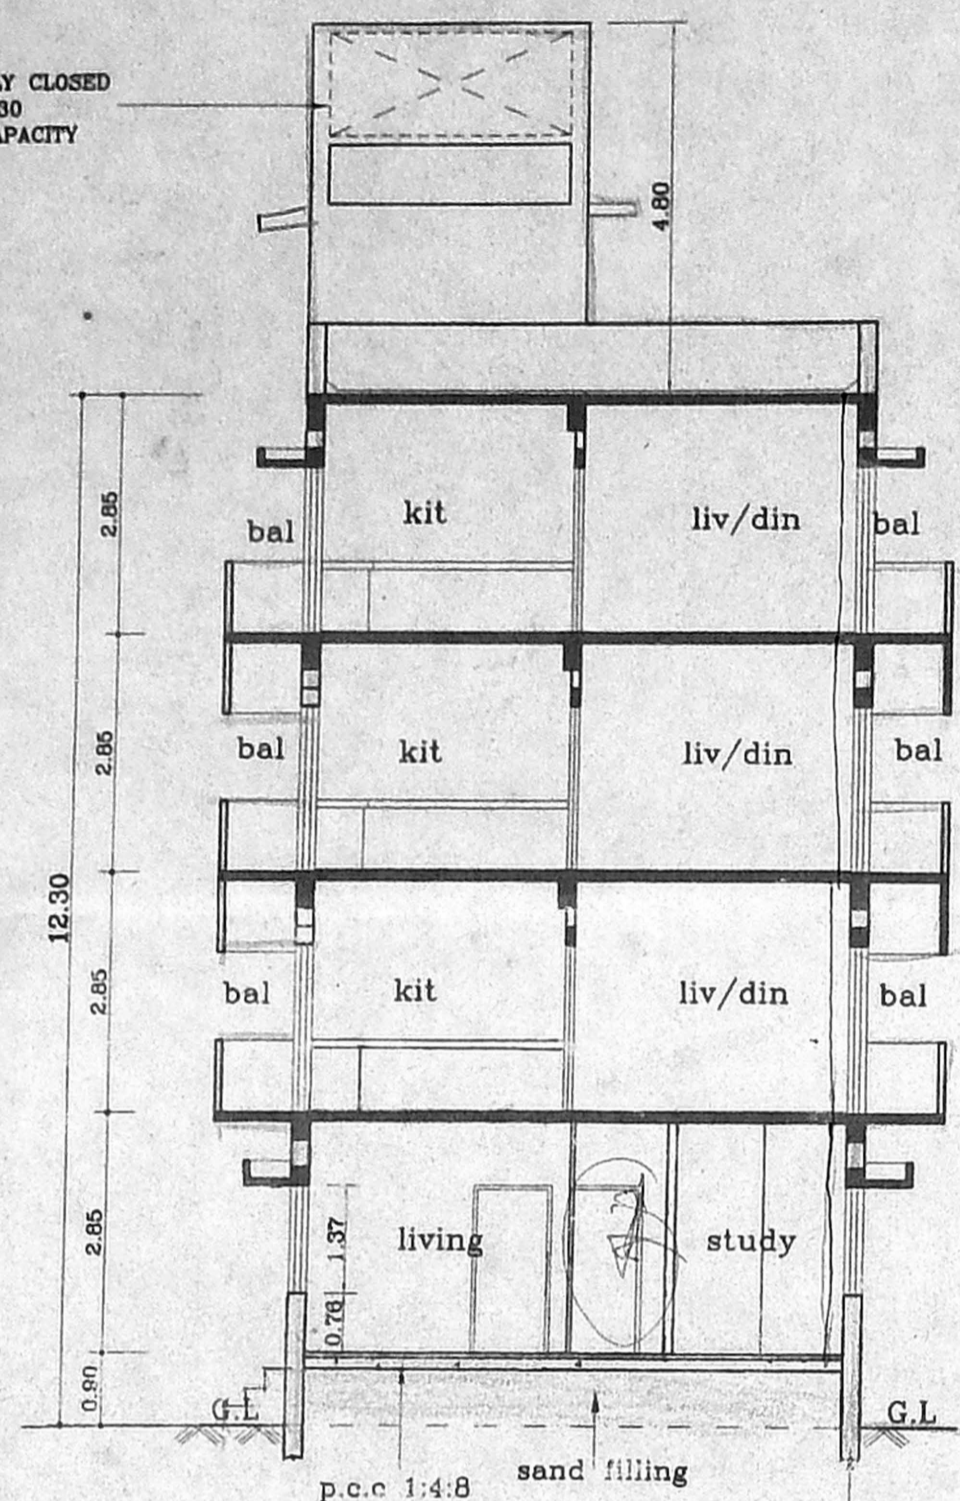 CLOSED
4.80
2.85
bal kit liv/din bal
2.85
bal kit liv/din bal
12.30
2.85
bal kit liv/din bal
2.85
living 1.37 study
0.76
0.90
G.L G.L
p.c.c 1:4:8 sand filling